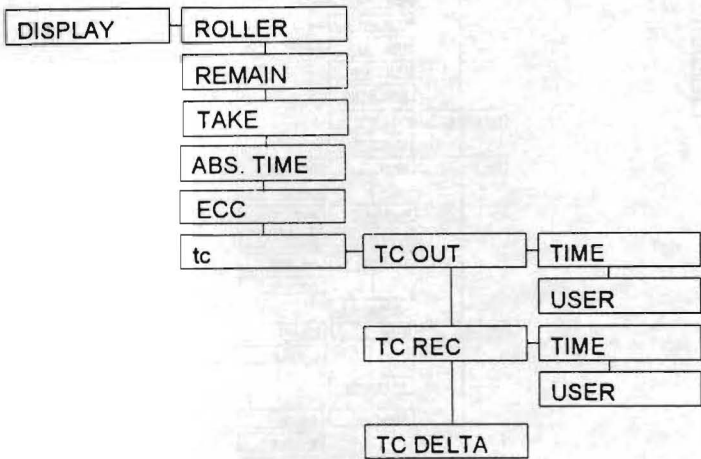 DISPLAY ROLLER
REMAIN
TAKE
ABS. TIME
ECC
tc TC OUT TIME
USER
TC REC TIME
USER
TC DELTA